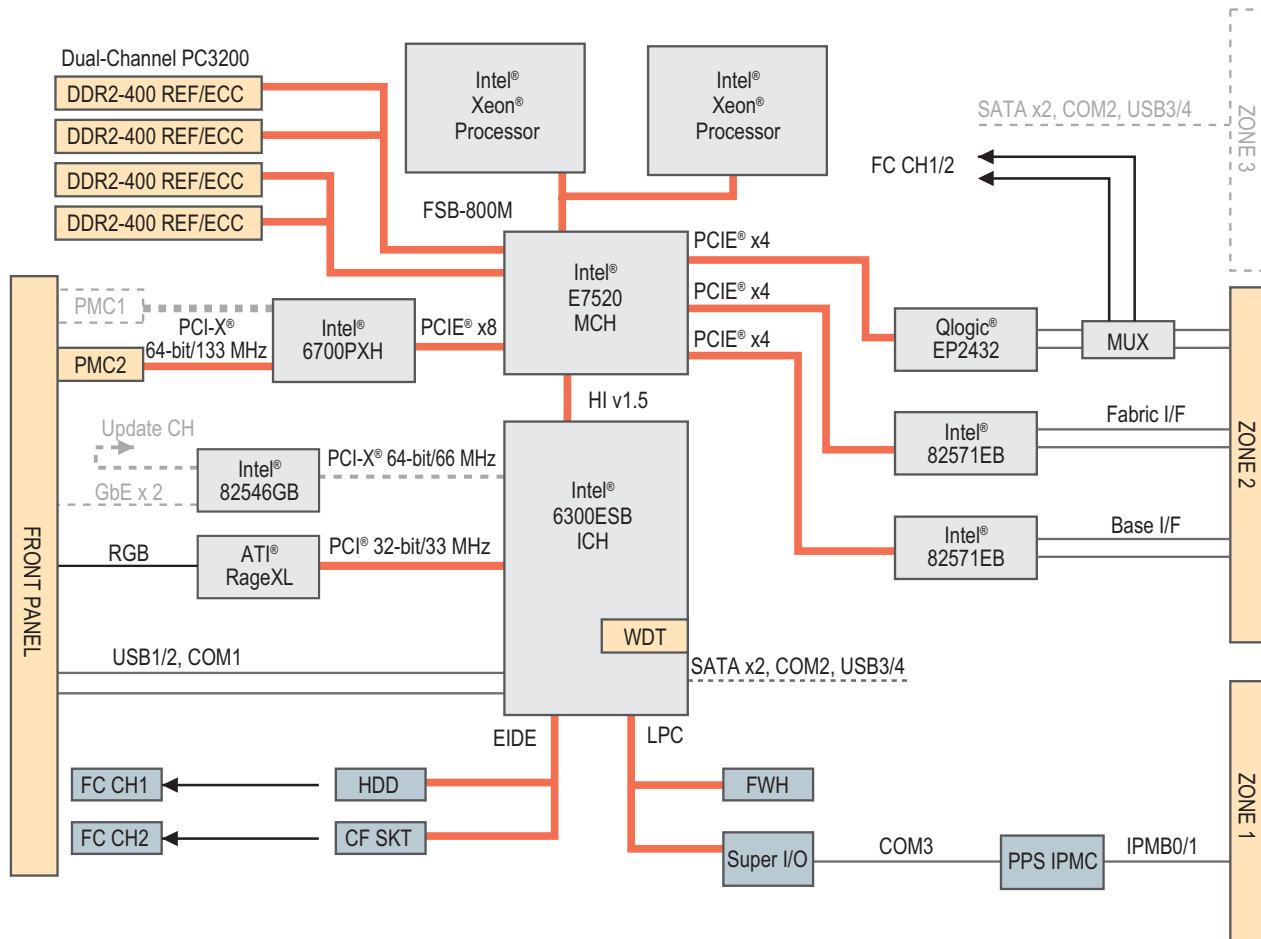 Dual-Channel PC3200
DDR2-400 REF/ECC
DDR2-400 REF/ECC
DDR2-400 REF/ECC
DDR2-400 REF/ECC
Intel®
Xeon®
Processor
Intel®
Xeon®
Processor
SATA x2, COM2, USB3/4
ZONE 3
FC CH1/2
FSB-800M
Intel®
E7520
MCH
PCIE® x4
PCIE® x4
PCIE® x4
PMC1
PCI-X®
64-bit/133 MHz
PMC2
Intel®
6700PXH
PCIE® x8
Qlogic®
EP2432
MUX
HI v1.5
Update CH
GbE x 2
Intel®
82546GB
PCI-X® 64-bit/66 MHz
Intel®
6300ESB
ICH
Intel®
82571EB
Fabric I/F
ZONE 2
Intel®
82571EB
Base I/F
FRONT PANEL
RGB
ATI®
RageXL
PCI® 32-bit/33 MHz
WDT
USB1/2, COM1
SATA x2, COM2, USB3/4
EIDE
LPC
FC CH1
HDD
FWH
FC CH2
CF SKT
Super I/O
COM3
PPS IPMC
IPMB0/1
ZONE 1